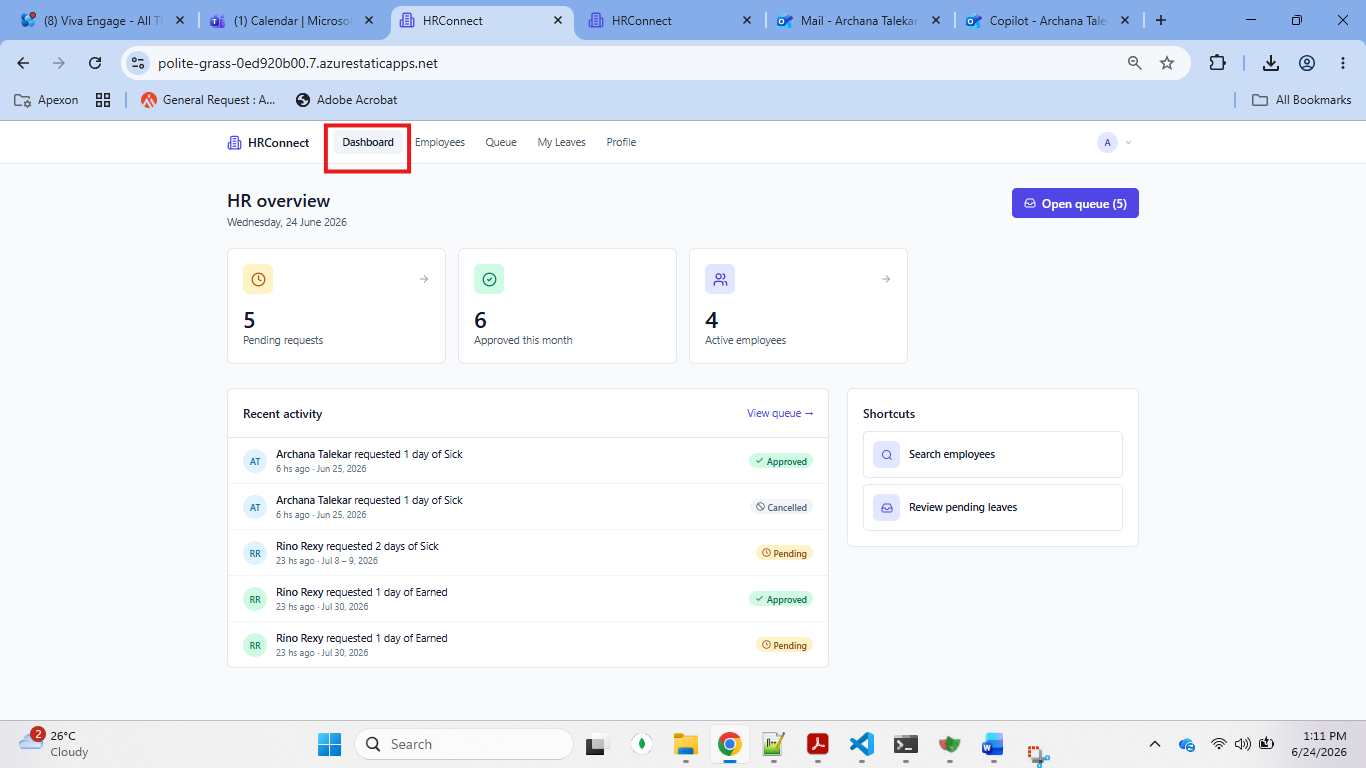 (8) Viva Engage - All T
(1) Calendar | Microso
HRConnect
HRConnect
Mail - Archana Talekar
Copilot - Archana Tale
polite-grass-0ed920b00.7.azurestaticapps.net
Apexon
General Request : A...
Adobe Acrobat
All Bookmarks
HRConnect Dashboard Employees Queue My Leaves Profile A
HR overview
Wednesday, 24 June 2026
Open queue (5)
5
Pending requests
6
Approved this month
4
Active employees
Recent activity View queue →
AT Archana Talekar requested 1 day of Sick
6 hs ago · Jun 25, 2026
Approved
AT Archana Talekar requested 1 day of Sick
6 hs ago · Jun 25, 2026
Cancelled
RR Rino Rexy requested 2 days of Sick
23 hs ago · Jul 8 – 9, 2026
Pending
RR Rino Rexy requested 1 day of Earned
23 hs ago · Jul 30, 2026
Approved
RR Rino Rexy requested 1 day of Earned
23 hs ago · Jul 30, 2026
Pending
Shortcuts
Search employees
Review pending leaves
2
26°C
Cloudy
Search
1:11 PM
6/24/2026